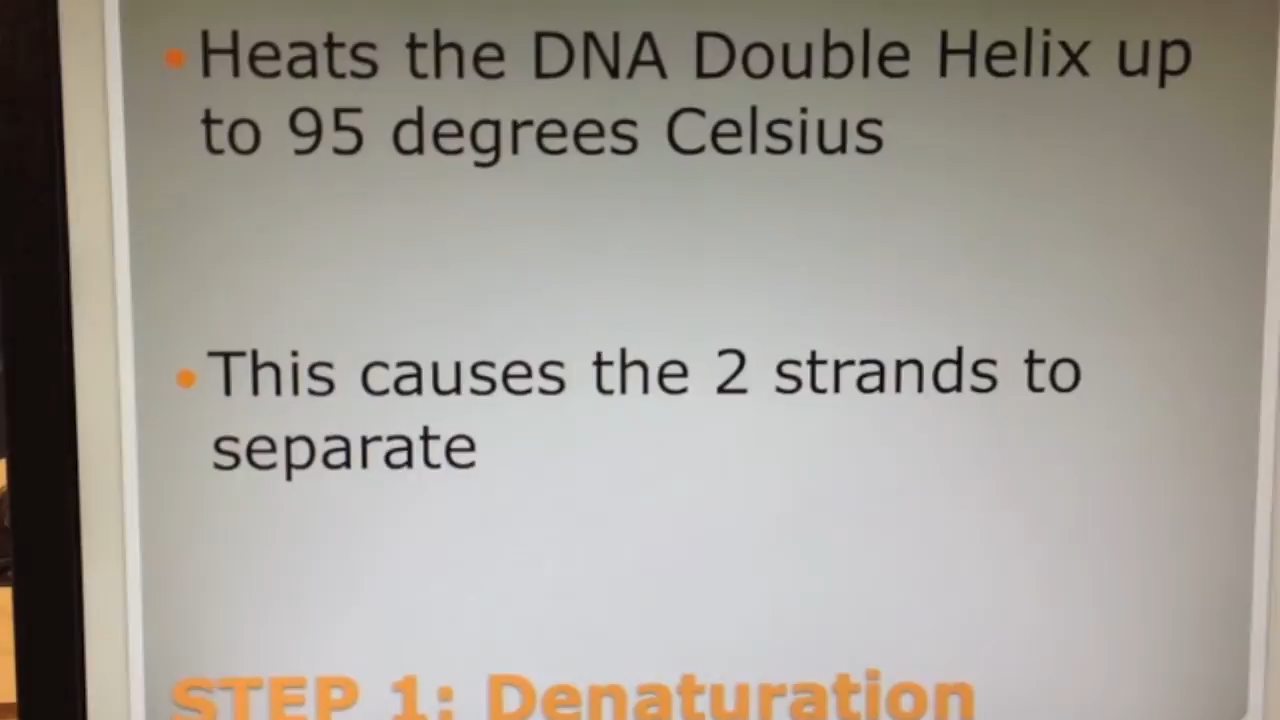 • Heats the DNA Double Helix up
to 95 degrees Celsius
• This causes the 2 strands to
separate
STEP 1: Denaturation